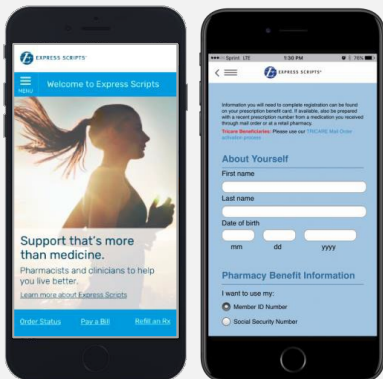 EXPRESS SCRIPTS®
MENU
Welcome to Express Scripts
Support that's more
than medicine.
Pharmacists and clinicians to help
you live better.
Learn more about Express Scripts
Order Status
Pay a Bill
Refill an Rx
Sprint LTE
7:30 PM
76%
EXPRESS SCRIPTS®
Information you will need to complete registration can be found
on your prescription benefit card. If available, also be prepared
with a recent prescription number from a medication you received
through mail order or at a retail pharmacy.
Tricare Beneficiaries: Please use our TRICARE Mail Order
activation process
About Yourself
First name
Last name
Date of birth
mm dd yyyy
Pharmacy Benefit Information
I want to use my:
Member ID Number
Social Security Number